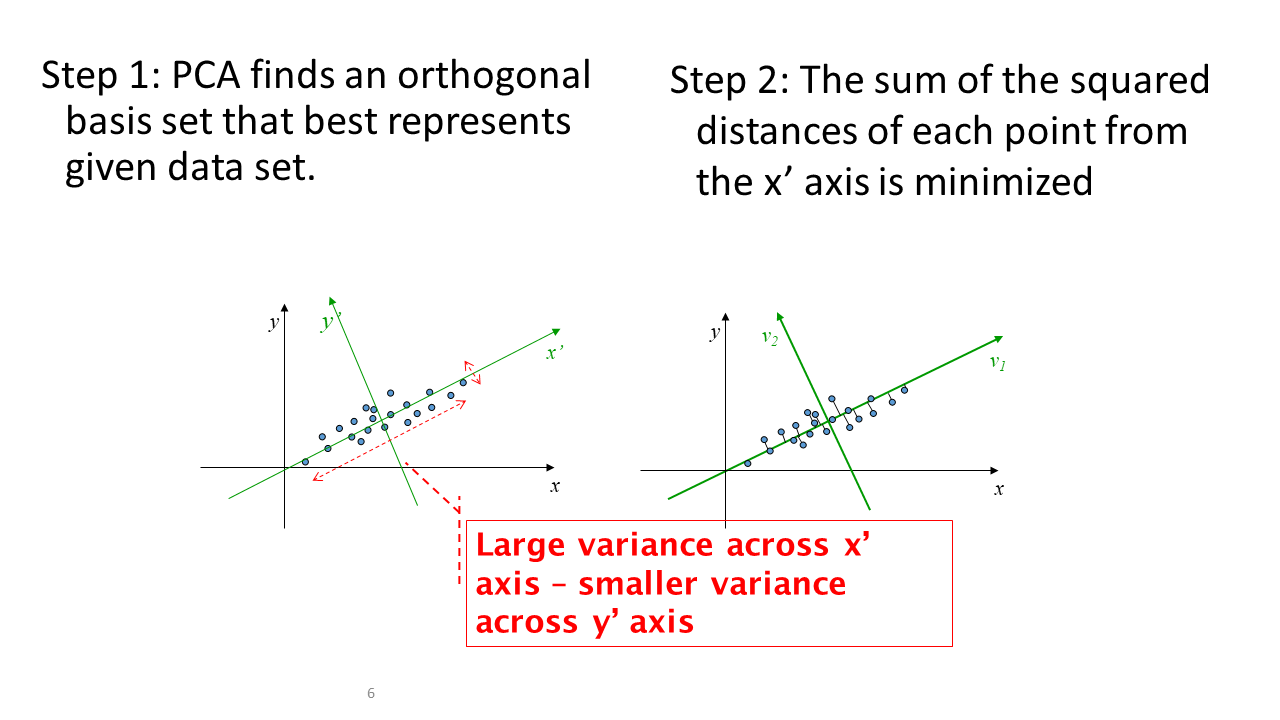 Step 1: PCA finds an orthogonal
basis set that best represents
given data set.
Step 2: The sum of the squared
distances of each point from
the x’ axis is minimized
y
y’
x’
x
y
v2
v1
x
Large variance across x’
axis – smaller variance
across y’ axis
6